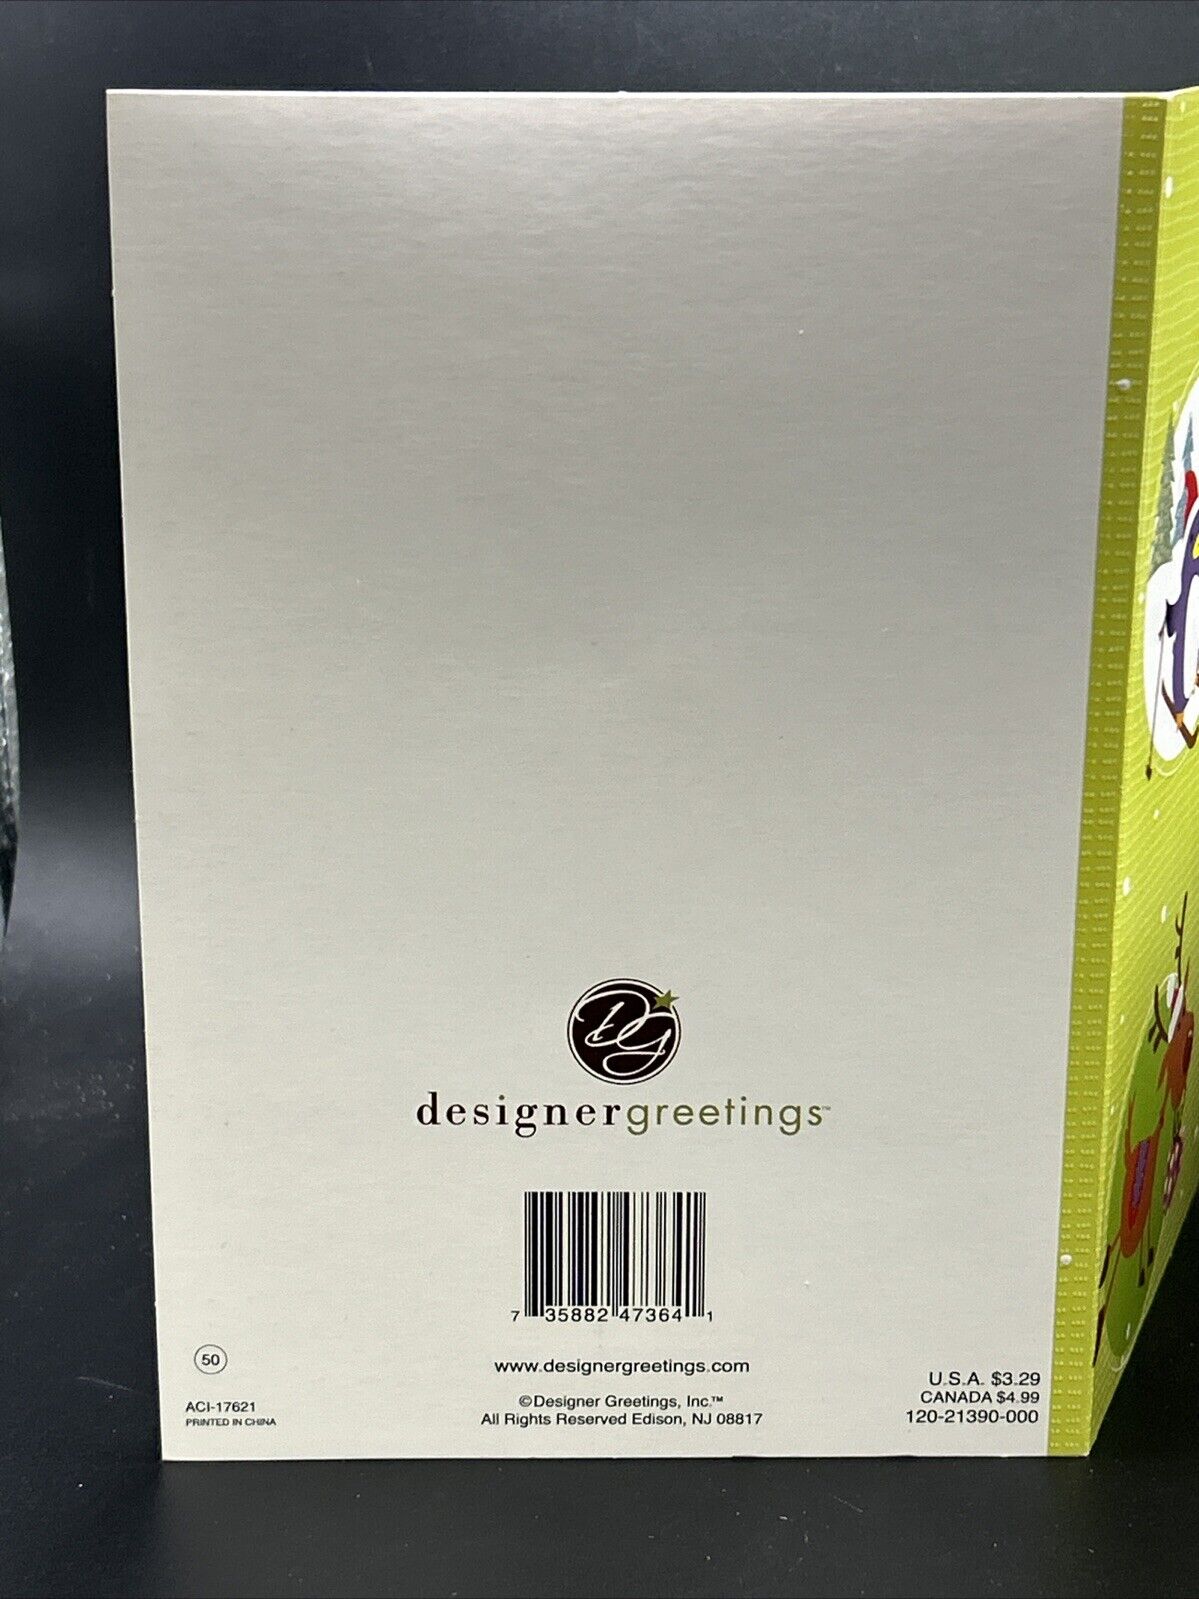 DG
designergreetings™
7 35882 47364 1
www.designergreetings.com
©Designer Greetings, Inc.™
All Rights Reserved Edison, NJ 08817
50
ACI-17621
PRINTED IN CHINA
U.S.A. $3.29
CANADA $4.99
120-21390-000